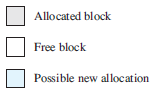 Allocated block
Free block
Possible new allocation